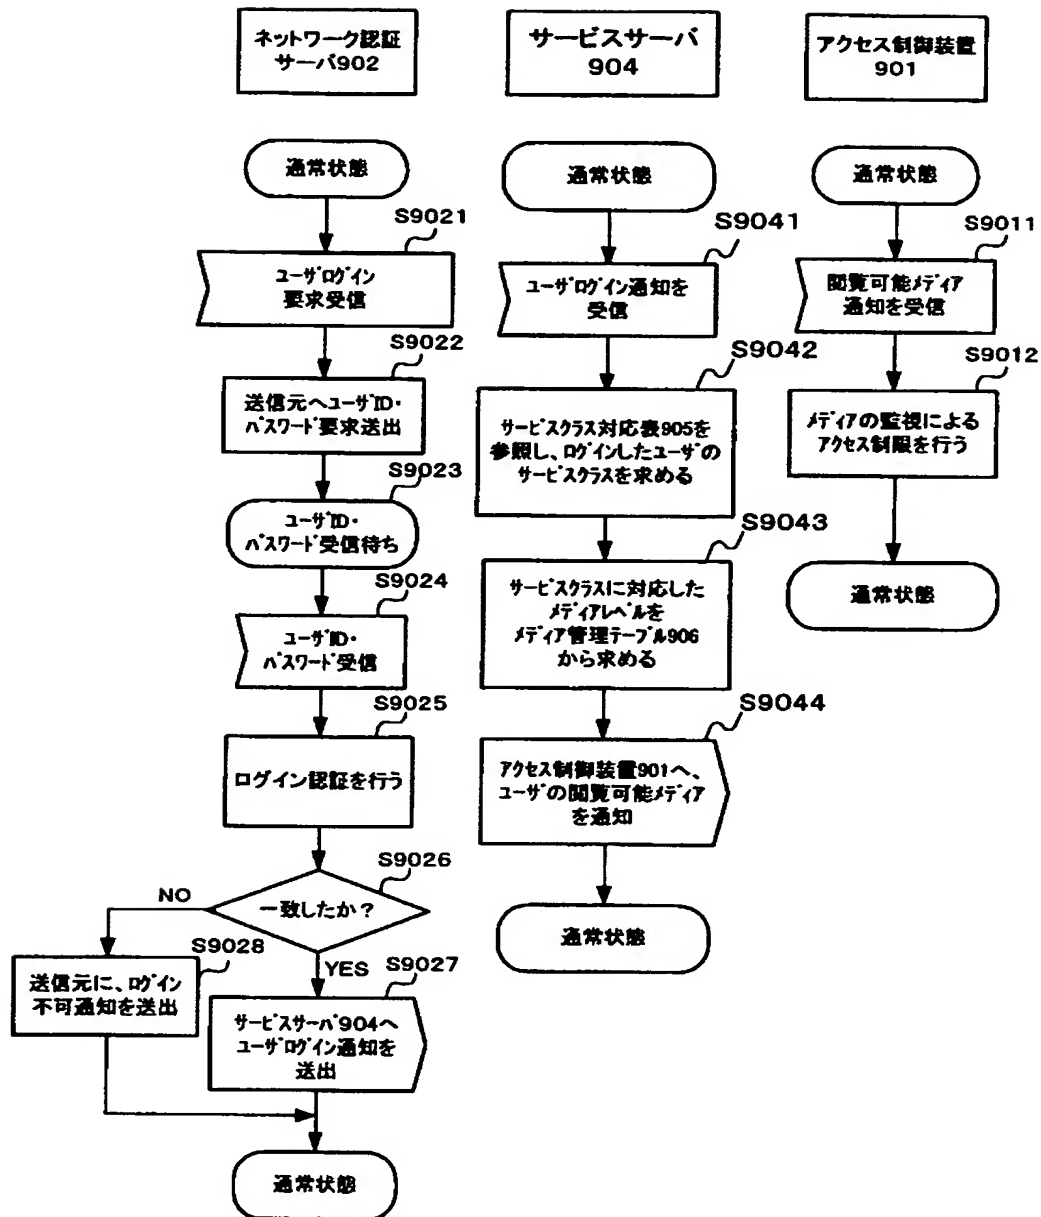 ネットワーク認証
サーバ902
通常状態
S9021
ユーザログイン
要求受信
S9022
送信元へユーザID・
パスワード要求送出
S9023
ユーザID・
パスワード受信待ち
S9024
ユーザID・
パスワード受信
S9025
ログイン認証を行う
S9026
一致したか？
NO
YES
S9028
送信元に、ログイン
不可通知を送出
S9027
サービスサーバ904へ
ユーザログイン通知を
送出
通常状態
サービスサーバ
904
通常状態
S9041
ユーザログイン通知を
受信
S9042
サービスクラス対応表905を
参照し、ログインしたユーザの
サービスクラスを求める
S9043
サービスクラスに対応した
メディアレベルを
メディア管理テーブル906
から求める
S9044
アクセス制御装置901へ、
ユーザの閲覧可能メディア
を通知
通常状態
アクセス制御装置
901
通常状態
S9011
閲覧可能メディア
通知を受信
S9012
メディアの監視による
アクセス制限を行う
通常状態